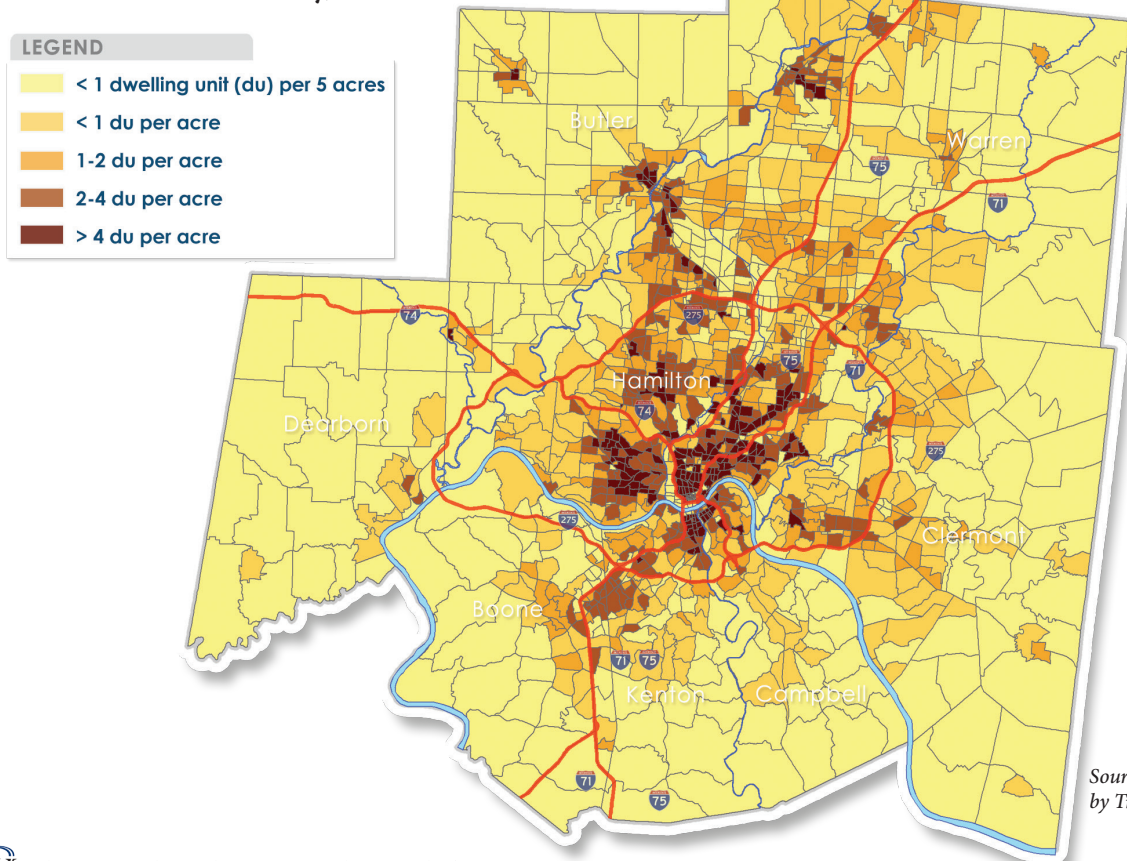 LEGEND
< 1 dwelling unit (du) per 5 acres
< 1 du per acre
1-2 du per acre
2-4 du per acre
> 4 du per acre
Butler
Warren
75
71
74
275
75
71
Hamilton
74
Dearborn
275
275
Clermont
Boone
71
75
Kenton
Campbell
71
75
by